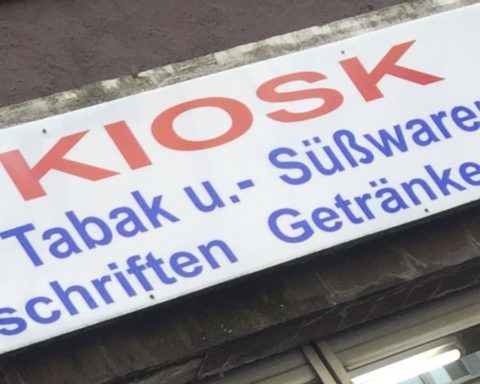 KIOSK
Tabak u.- Süßware
schriften Getränke